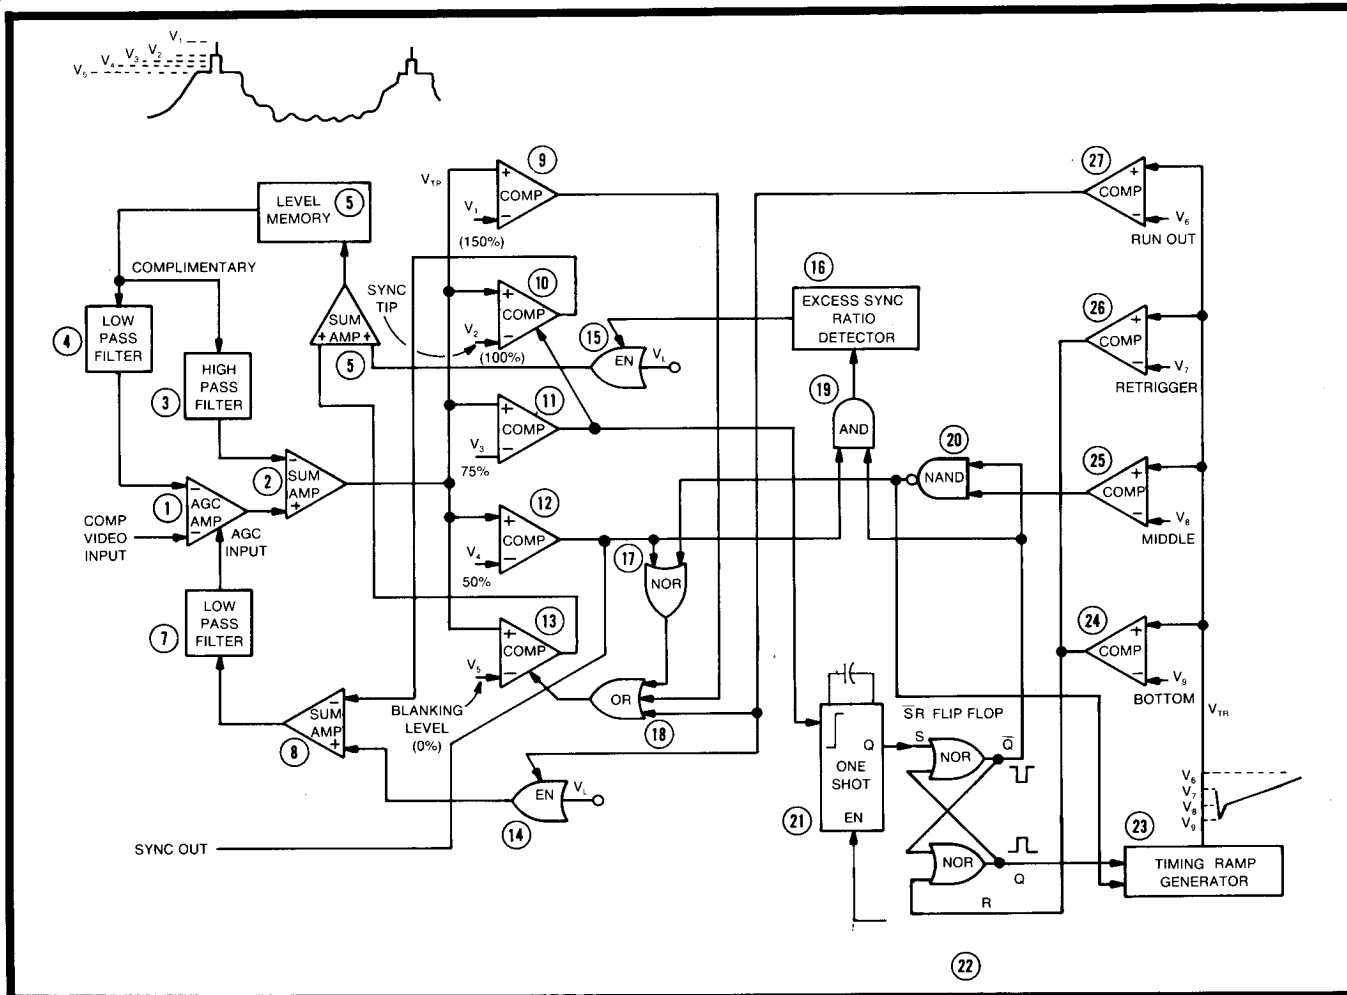 V1
V2
V3
V4
V5
LEVEL
MEMORY
5
COMPLIMENTARY
4
LOW
PASS
FILTER
3
HIGH
PASS
FILTER
SUM
AMP
+ +
5
SYNC
TIP
1
AGC
AMP
−
−
2
SUM
AMP
−
+
COMP
VIDEO
INPUT
AGC
INPUT
7
LOW
PASS
FILTER
8
SUM
AMP
−
+
SYNC OUT
VTP
9
COMP
+
−
V1
(150%)
10
COMP
+
−
V2
(100%)
11
COMP
+
−
V3
75%
12
COMP
+
−
V4
50%
13
COMP
+
−
V5
BLANKING
LEVEL
(0%)
14
EN
VL
15
EN
VL
16
EXCESS SYNC
RATIO
DETECTOR
17
NOR
18
OR
19
AND
20
NAND
21
ONE
SHOT
Q
EN
S̅R FLIP FLOP
S
NOR
Q̅
NOR
Q
R
22
23
TIMING RAMP
GENERATOR
V6
V7
V8
V9
VTR
24
COMP
+
−
V9
BOTTOM
25
COMP
+
−
V8
MIDDLE
26
COMP
+
−
V7
RETRIGGER
27
COMP
+
−
V6
RUN OUT